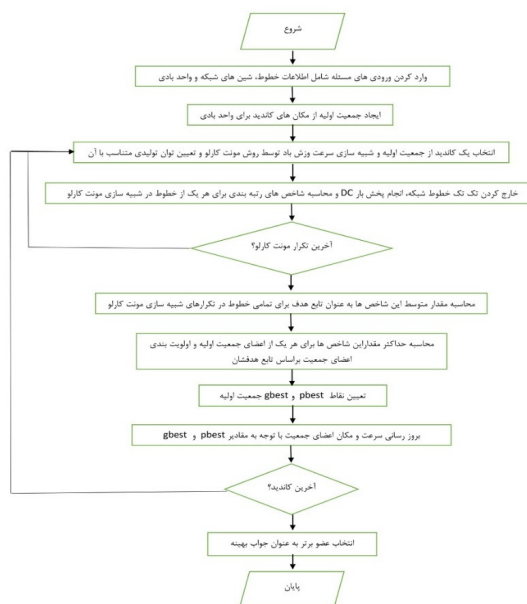 شروع
وارد کردن ورودی های مسئله شامل اطلاعات خطوط، شین های شبکه و واحد بادی
ایجاد جمعیت اولیه از مکان های کاندید برای واحد بادی
انتخاب یک کاندید از جمعیت اولیه و شبیه سازی سرعت وزش باد توسط روش مونت کارلو و تعیین توان تولیدی متناسب با آن
خارج کردن تک تک خطوط شبکه، انجام پخش بار DC و محاسبه شاخص های رتبه بندی برای هر یک از خطوط در شبیه سازی مونت کارلو
آخرین تکرار مونت کارلو؟
محاسبه مقدار متوسط این شاخص ها به عنوان تابع هدف برای تمامی خطوط در تکرارهای شبیه سازی مونت کارلو
محاسبه حداکثر مقداراین شاخص ها برای هر یک از اعضای جمعیت اولیه و اولویت بندی
اعضای جمعیت براساس تابع هدفشان
تعیین نقاط pbest و gbest جمعیت اولیه
بروز رسانی سرعت و مکان اعضای جمعیت با توجه به مقادیر pbest و gbest
آخرین کاندید؟
انتخاب عضو برتر به عنوان جواب بهینه
پایان